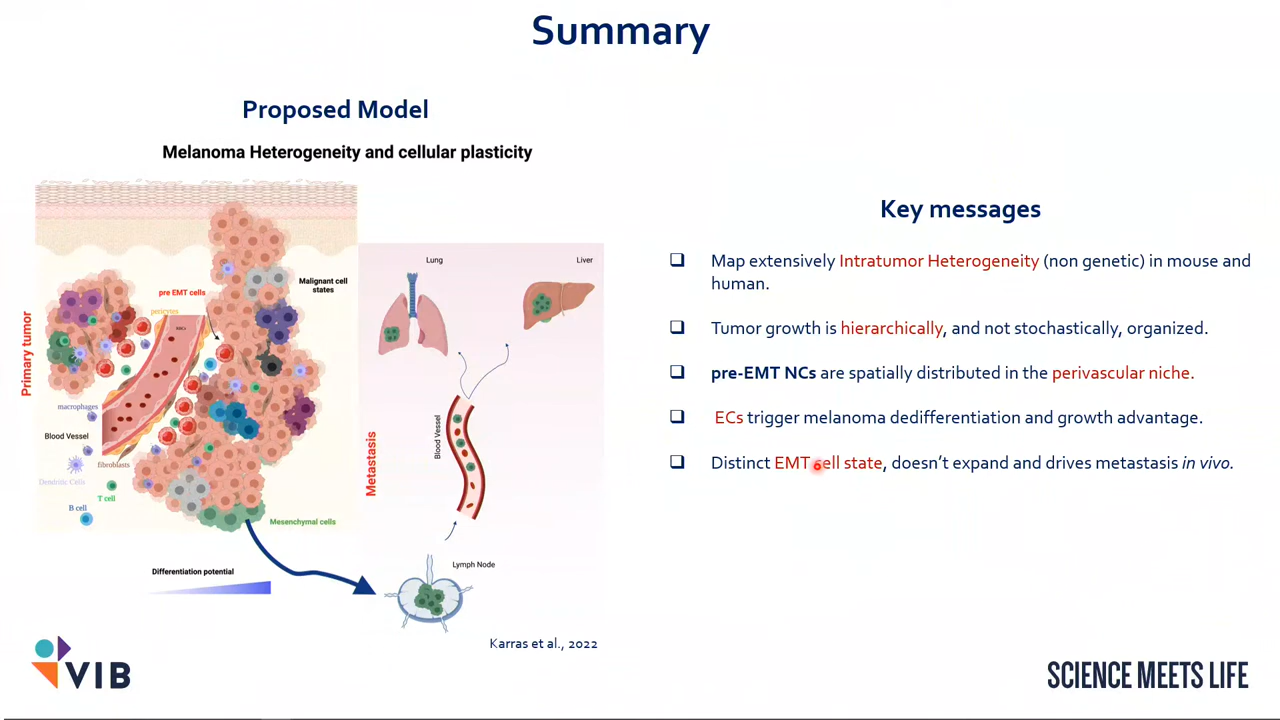 Summary
Proposed Model
Melanoma Heterogeneity and cellular plasticity
Primary tumor
pre EMT cells
pericytes
RBCs
Malignant cell
states
macrophages
Blood Vessel
fibroblasts
Dendritic Cells
T cell
B cell
Mesenchymal cells
Differentiation potential
Metastasis
Lung
Liver
Blood Vessel
Lymph Node
Karras et al., 2022
Key messages
Map extensively Intratumor Heterogeneity (non genetic) in mouse and
human.
Tumor growth is hierarchically, and not stochastically, organized.
pre-EMT NCs are spatially distributed in the perivascular niche.
ECs trigger melanoma dedifferentiation and growth advantage.
Distinct EMT cell state, doesn't expand and drives metastasis in vivo.
VIB
SCIENCE MEETS LIFE